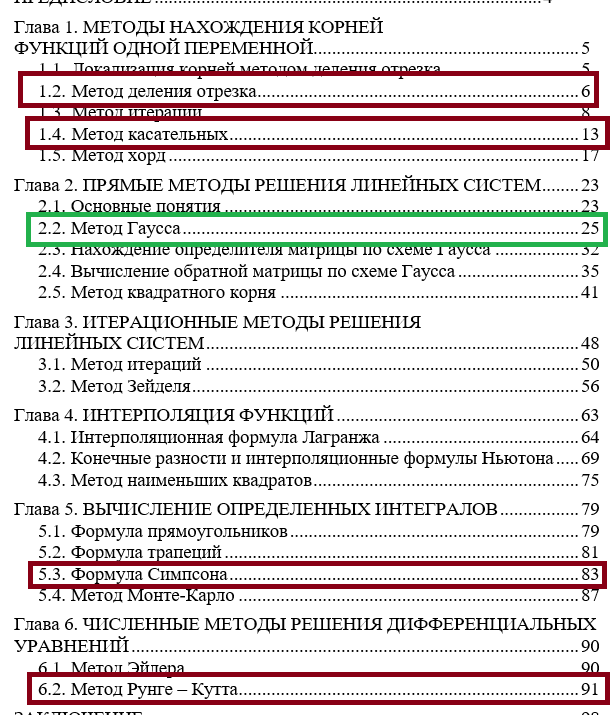 ПРЕДИСЛОВИЕ.......................................................................................4
Глава 1. МЕТОДЫ НАХОЖДЕНИЯ КОРНЕЙ
ФУНКЦИЙ ОДНОЙ ПЕРЕМЕННОЙ.......................................................5
1.1. Локализация корней методом деления отрезка.............................5
1.2. Метод деления отрезка.....................................................................6
1.3. Метод итераций.................................................................................8
1.4. Метод касательных.........................................................................13
1.5. Метод хорд......................................................................................17
Глава 2. ПРЯМЫЕ МЕТОДЫ РЕШЕНИЯ ЛИНЕЙНЫХ СИСТЕМ.......23
2.1. Основные понятия..........................................................................23
2.2. Метод Гаусса...................................................................................25
2.3. Нахождение определителя матрицы по схеме Гаусса................32
2.4. Вычисление обратной матрицы по схеме Гаусса........................35
2.5. Метод квадратного корня..............................................................41
Глава 3. ИТЕРАЦИОННЫЕ МЕТОДЫ РЕШЕНИЯ
ЛИНЕЙНЫХ СИСТЕМ..............................................................................48
3.1. Метод итераций..............................................................................50
3.2. Метод Зейделя.................................................................................56
Глава 4. ИНТЕРПОЛЯЦИЯ ФУНКЦИЙ..................................................63
4.1. Интерполяционная формула Лагранжа........................................64
4.2. Конечные разности и интерполяционные формулы Ньютона.....69
4.3. Метод наименьших квадратов.......................................................75
Глава 5. ВЫЧИСЛЕНИЕ ОПРЕДЕЛЕННЫХ ИНТЕГРАЛОВ................79
5.1. Формула прямоугольников............................................................79
5.2. Формула трапеций..........................................................................81
5.3. Формула Симпсона.........................................................................83
5.4. Метод Монте-Карло.......................................................................87
Глава 6. ЧИСЛЕННЫЕ МЕТОДЫ РЕШЕНИЯ ДИФФЕРЕНЦИАЛЬНЫХ
УРАВНЕНИЙ..............................................................................................90
6.1. Метод Эйлера..................................................................................90
6.2. Метод Рунге – Кутта.......................................................................91
ЗАКЛЮЧЕНИЕ...........................................................................................98